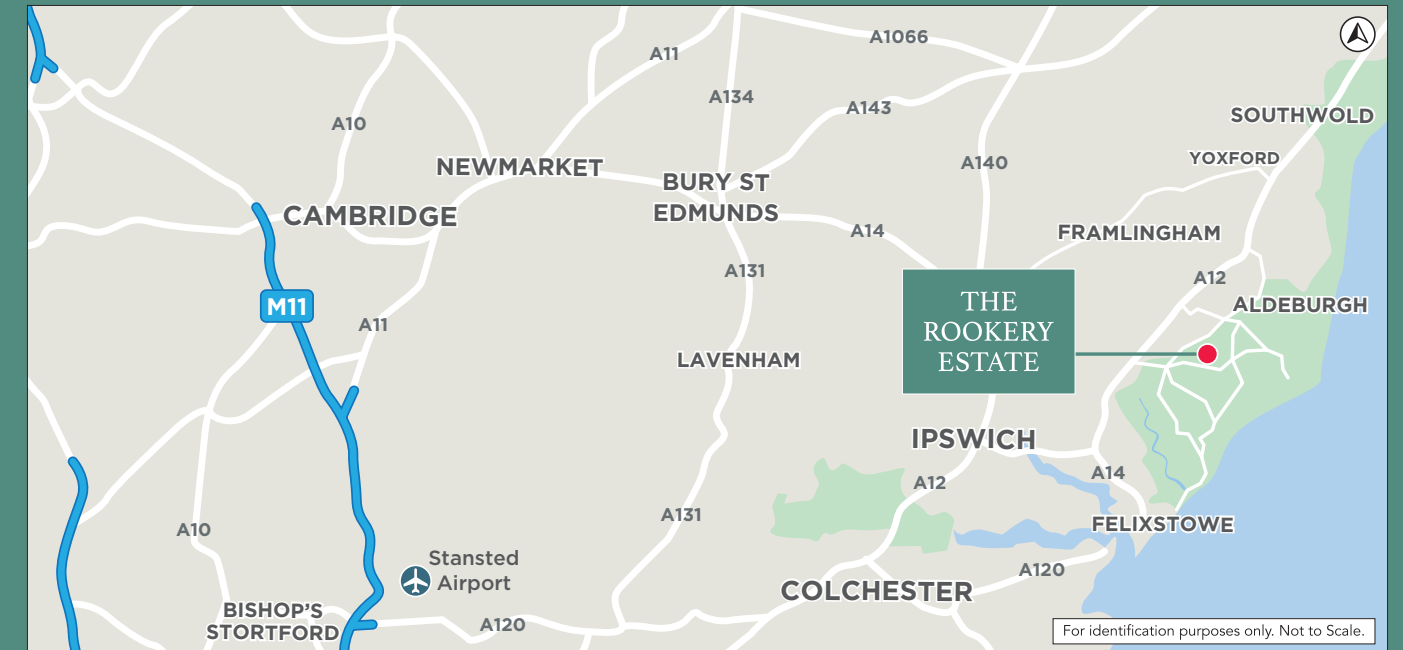 A1066
A11
A134
A143
SOUTHWOLD
A10
YOXFORD
NEWMARKET
A140
BURY ST
EDMUNDS
CAMBRIDGE
A14
FRAMLINGHAM
A131
A12
M11
ALDEBURGH
THE
ROOKERY
ESTATE
A11
LAVENHAM
IPSWICH
A14
A12
A131
FELIXSTOWE
A10
Stansted
Airport
A120
COLCHESTER
BISHOP'S
STORTFORD
A120
For identification purposes only. Not to Scale.